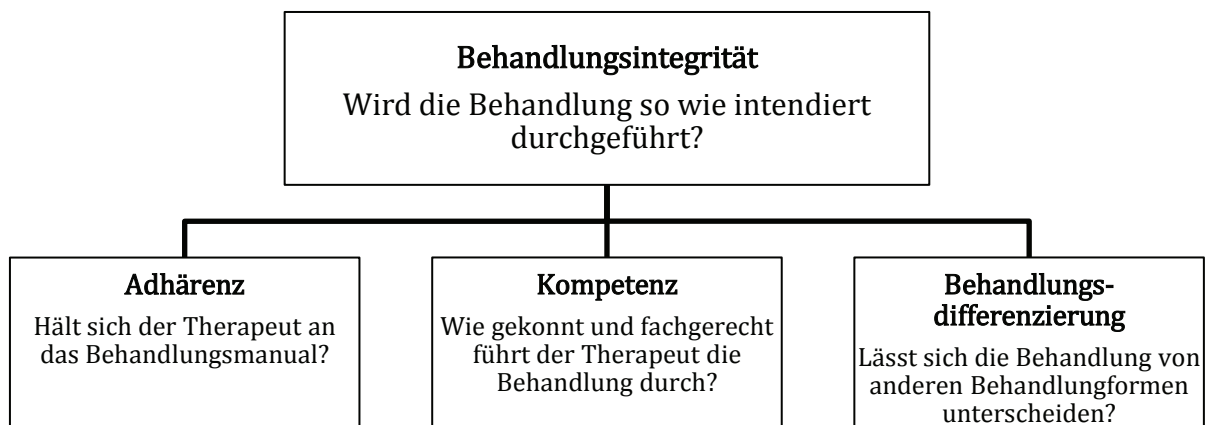 Behandlungsintegrität
Wird die Behandlung so wie intendiert
durchgeführt?
Adhärenz
Hält sich der Therapeut an
das Behandlungsmanual?
Kompetenz
Wie gekonnt und fachgerecht
führt der Therapeut die
Behandlung durch?
Behandlungs-
differenzierung
Lässt sich die Behandlung von
anderen Behandlungformen
unterscheiden?